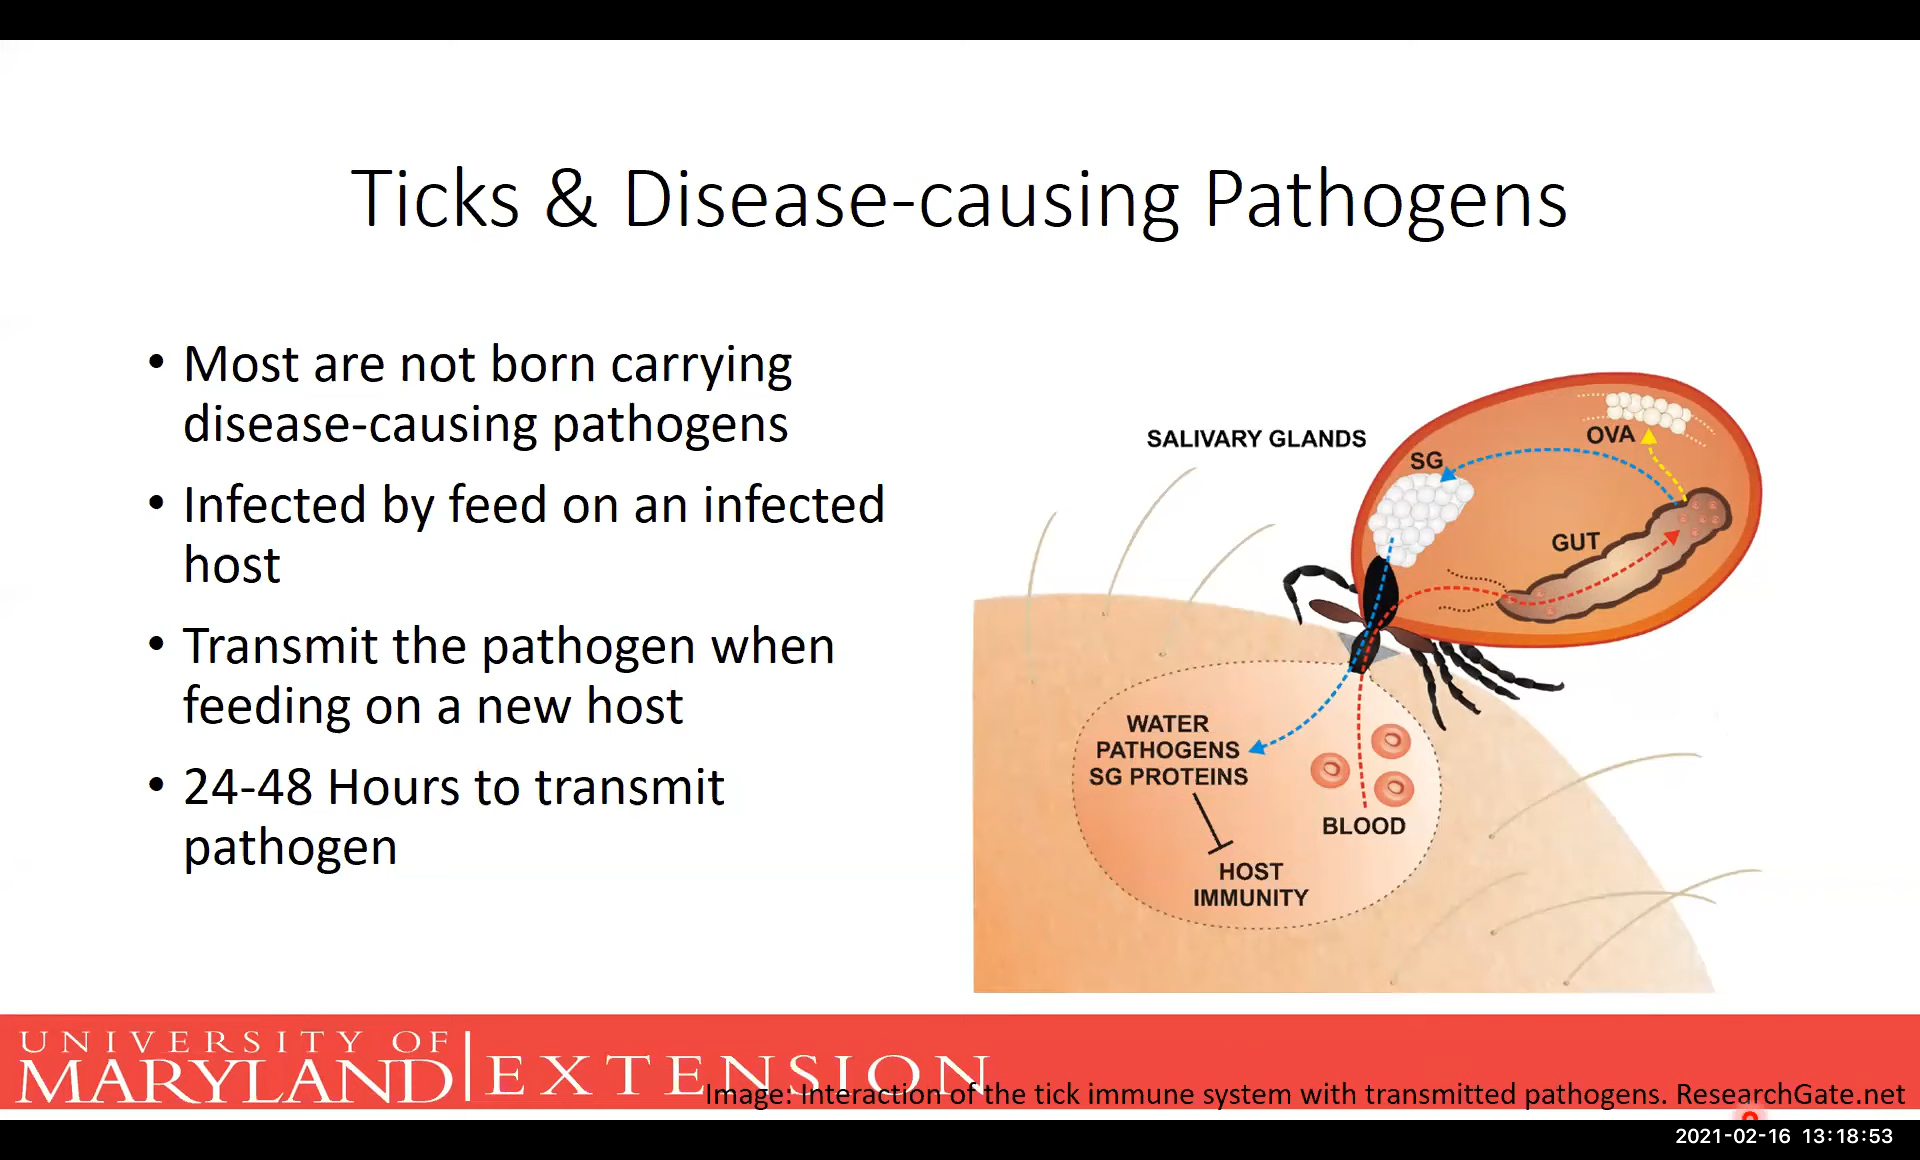 Ticks & Disease-causing Pathogens
• Most are not born carrying
disease-causing pathogens
• Infected by feed on an infected
host
• Transmit the pathogen when
feeding on a new host
• 24-48 Hours to transmit
pathogen
SALIVARY GLANDS
SG
OVA
GUT
WATER
PATHOGENS
SG PROTEINS
BLOOD
HOST
IMMUNITY
UNIVERSITY OF
MARYLAND
EXTENSION
Image: Interaction of the tick immune system with transmitted pathogens. ResearchGate.net
2021-02-16 13:18:53